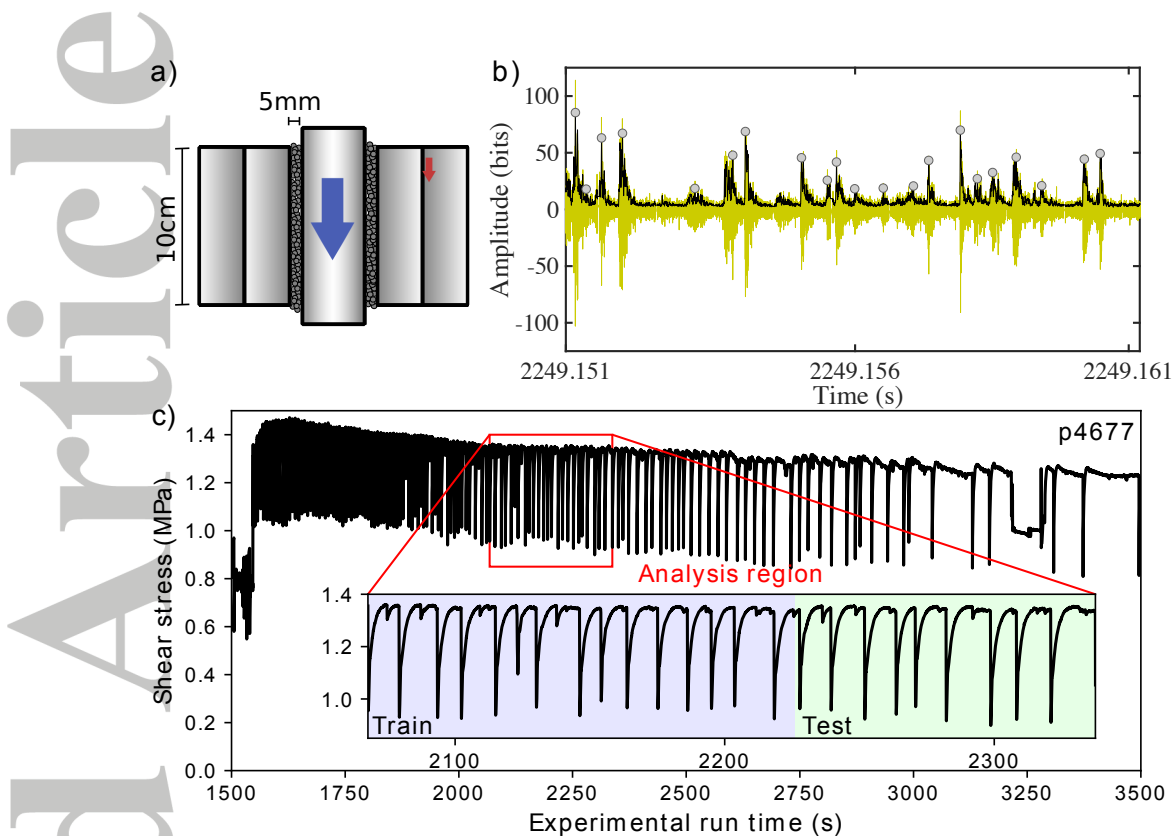 d Article
a)
5mm
10cm
b)
Amplitude (bits)
100
50
0
-50
-100
2249.151
2249.156
2249.161
Time (s)
c)
p4677
Shear stress (MPa)
1.4
1.2
1.0
0.8
0.6
0.4
0.2
0.0
Analysis region
1.4
1.2
1.0
Train
Test
2100
2200
2300
1500
1750
2000
2250
2500
2750
3000
3250
3500
Experimental run time (s)